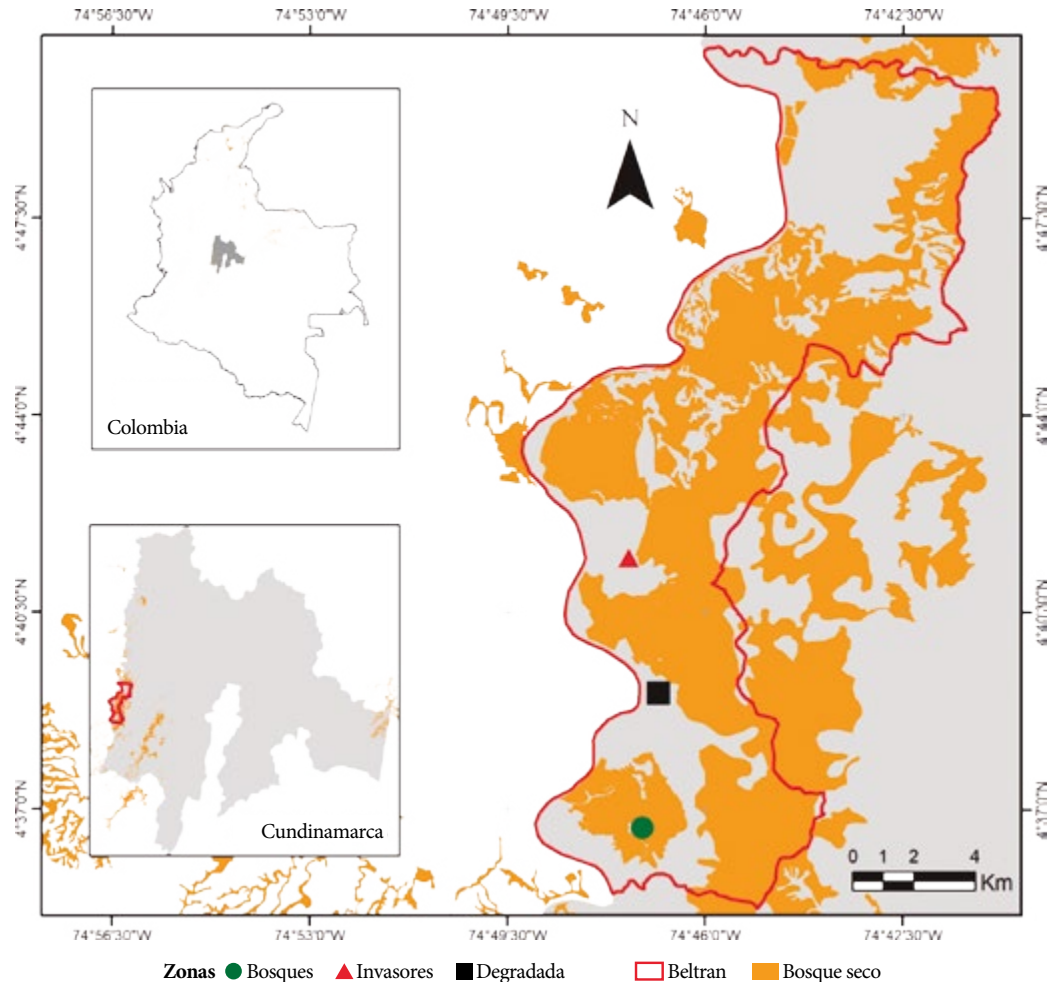 74°56'30"W 74°53'0"W 74°49'30"W 74°46'0"W 74°42'30"W
N
4°47'30"N 4°47'30"N
Colombia
4°44'0"N 4°44'0"N
4°40'30"N 4°40'30"N
Cundinamarca
4°37'0"N 4°37'0"N
0 1 2 4
Km
74°56'30"W 74°53'0"W 74°49'30"W 74°46'0"W 74°42'30"W
Zonas Bosques Invasores Degradada Beltran Bosque seco